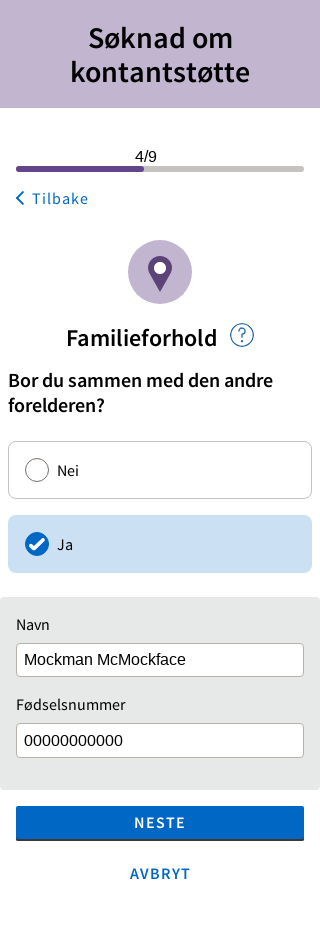 Søknad om
kontantstøtte
4/9
Tilbake
Familieforhold ?
Bor du sammen med den andre
forelderen?
Nei
Ja
Navn
Mockman McMockface
Fødselsnummer
00000000000
NESTE
AVBRYT